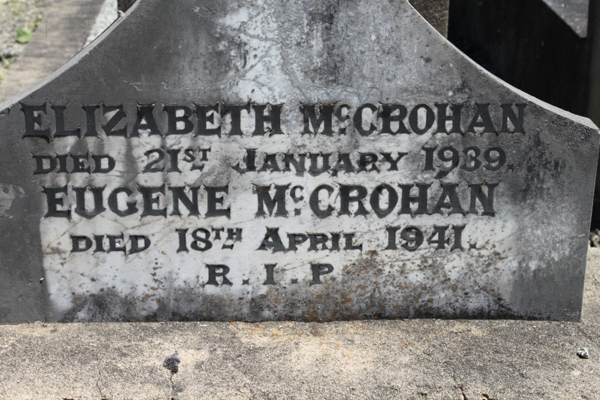 ELIZABETH McCROHAN
DIED 21ST JANUARY 1939.
EUGENE McCROHAN
DIED 18TH APRIL 1941.
R. I. P